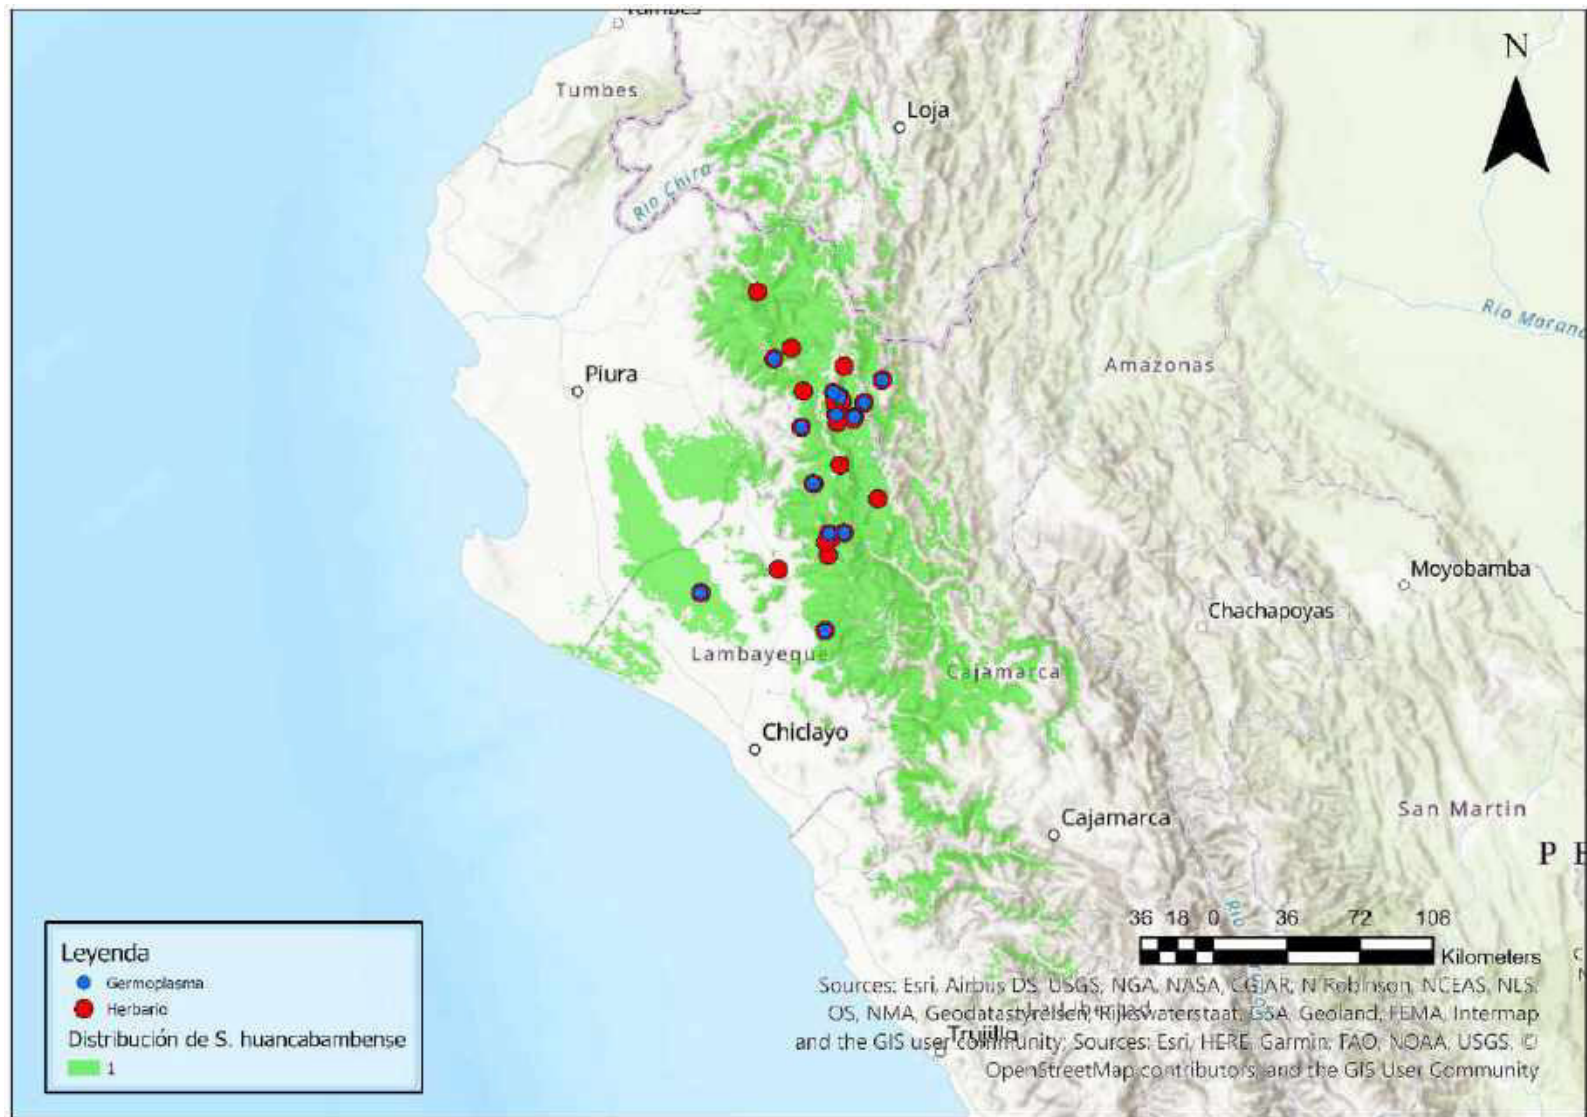 Tumbes
N
Tumbes
Loja
Río Chira
Piura
Amazonas
Moyobamba
Chachapoyas
Lambayeque
Cajamarca
Chiclayo
Cajamarca
San Martin
P E
36 18 0 36 72 108
Kilometers
Río
Leyenda
Germoplasma
Herbario
Distribución de S. huancabambense
1
Sources: Esri, Airbus DS, USGS, NGA, NASA, CGIAR, N Robinson, NCEAS, NLS,
OS, NMA, Geodatastyrelsen, Rijkswaterstaat, GSA, Geoland, FEMA, Intermap
Trujillo
and the GIS user community; Sources: Esri, HERE, Garmin, FAO, NOAA, USGS, ©
OpenStreetMap contributors, and the GIS User Community